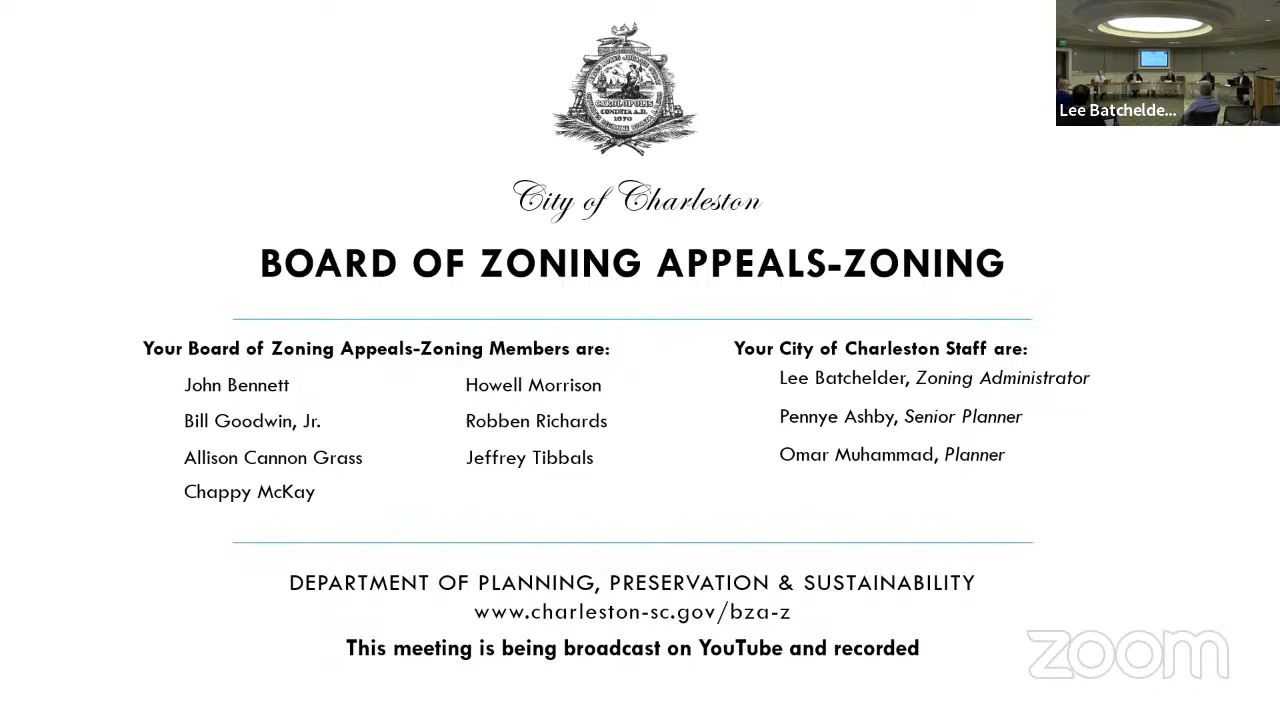 CAROLOPOLIS
CONDITA A.D.
1670
City of Charleston
BOARD OF ZONING APPEALS-ZONING
Your Board of Zoning Appeals-Zoning Members are:
John Bennett
Bill Goodwin, Jr.
Allison Cannon Grass
Chappy McKay
Howell Morrison
Robben Richards
Jeffrey Tibbals
Your City of Charleston Staff are:
Lee Batchelder, Zoning Administrator
Pennye Ashby, Senior Planner
Omar Muhammad, Planner
DEPARTMENT OF PLANNING, PRESERVATION & SUSTAINABILITY
www.charleston-sc.gov/bza-z
This meeting is being broadcast on YouTube and recorded
Lee Batchelde...
zoom